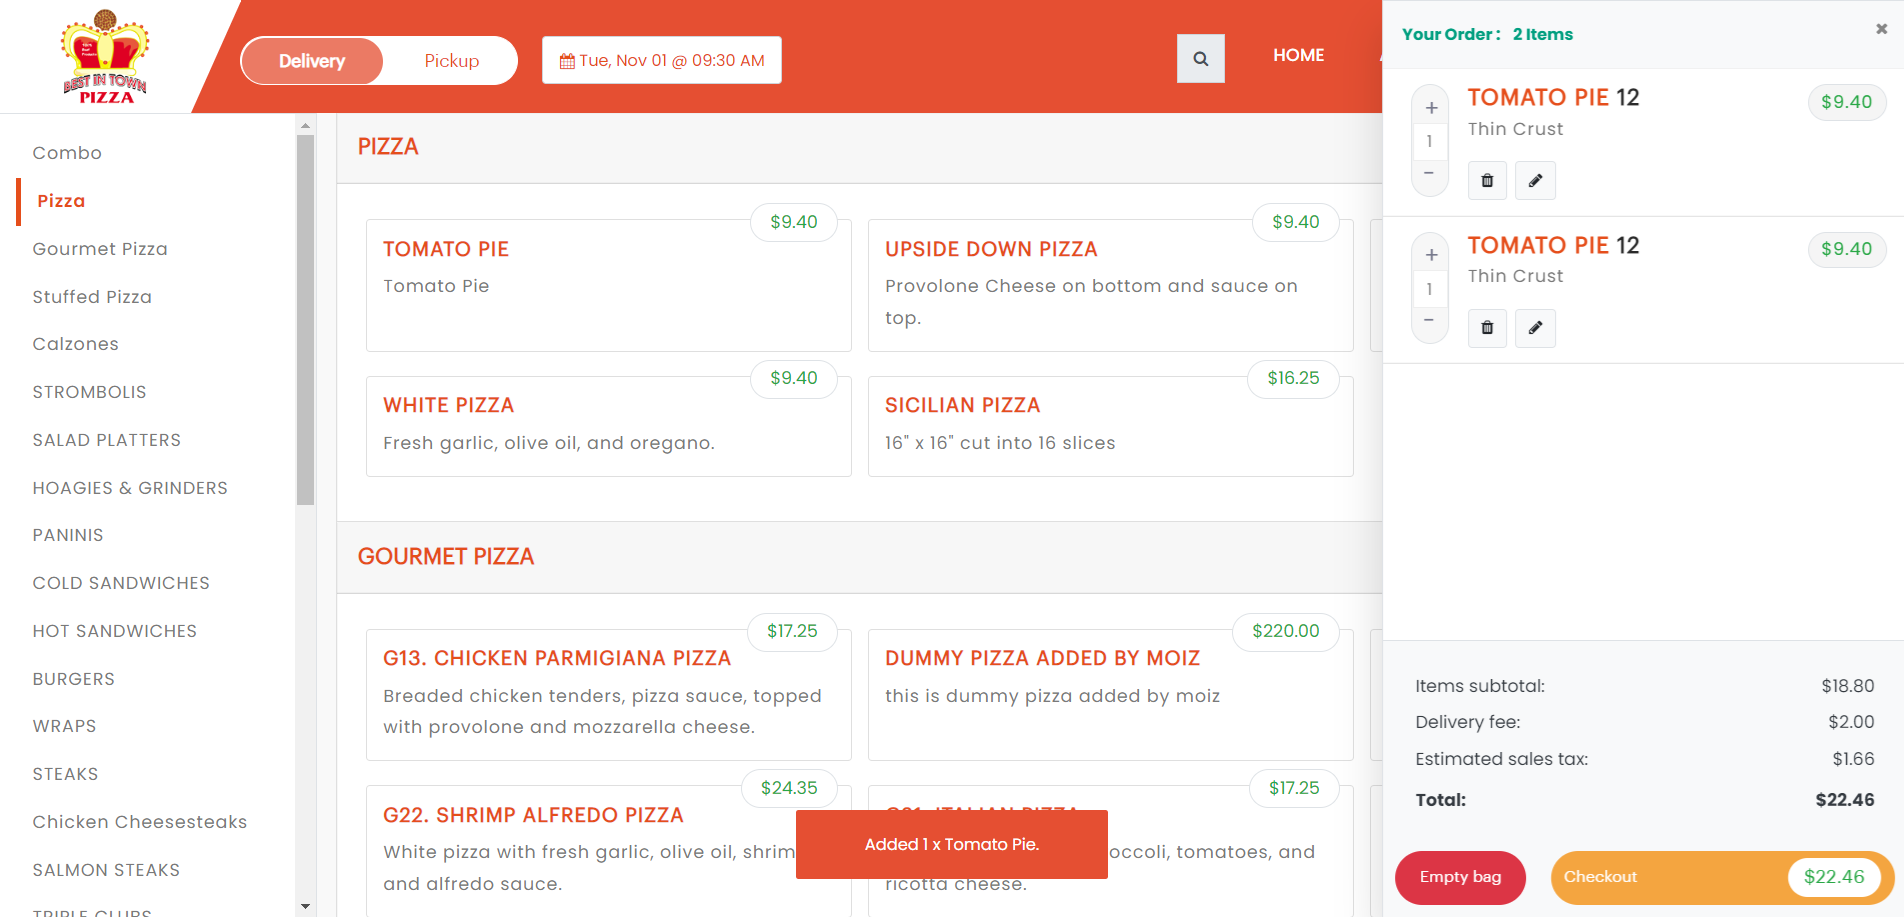 BEST IN TOWN
PIZZA
Delivery
Pickup
Tue, Nov 01 @ 09:30 AM
HOME
Combo
Pizza
Gourmet Pizza
Stuffed Pizza
Calzones
STROMBOLIS
SALAD PLATTERS
HOAGIES & GRINDERS
PANINIS
COLD SANDWICHES
HOT SANDWICHES
BURGERS
WRAPS
STEAKS
Chicken Cheesesteaks
SALMON STEAKS
TRIPLE CLUBS
PIZZA
$9.40
TOMATO PIE
Tomato Pie
$9.40
UPSIDE DOWN PIZZA
Provolone Cheese on bottom and sauce on
top.
$9.40
WHITE PIZZA
Fresh garlic, olive oil, and oregano.
$16.25
SICILIAN PIZZA
16" x 16" cut into 16 slices
GOURMET PIZZA
$17.25
G13. CHICKEN PARMIGIANA PIZZA
Breaded chicken tenders, pizza sauce, topped
with provolone and mozzarella cheese.
$220.00
DUMMY PIZZA ADDED BY MOIZ
this is dummy pizza added by moiz
$24.35
G22. SHRIMP ALFREDO PIZZA
White pizza with fresh garlic, olive oil, shrim
and alfredo sauce.
$17.25
G21. ITALIAN PIZZA
occoli, tomatoes, and
ricotta cheese.
Added 1 x Tomato Pie.
Your Order : 2 Items
×
+
1
−
TOMATO PIE 12
Thin Crust
$9.40
+
1
−
TOMATO PIE 12
Thin Crust
$9.40
Items subtotal: $18.80
Delivery fee: $2.00
Estimated sales tax: $1.66
Total: $22.46
Empty bag
Checkout $22.46